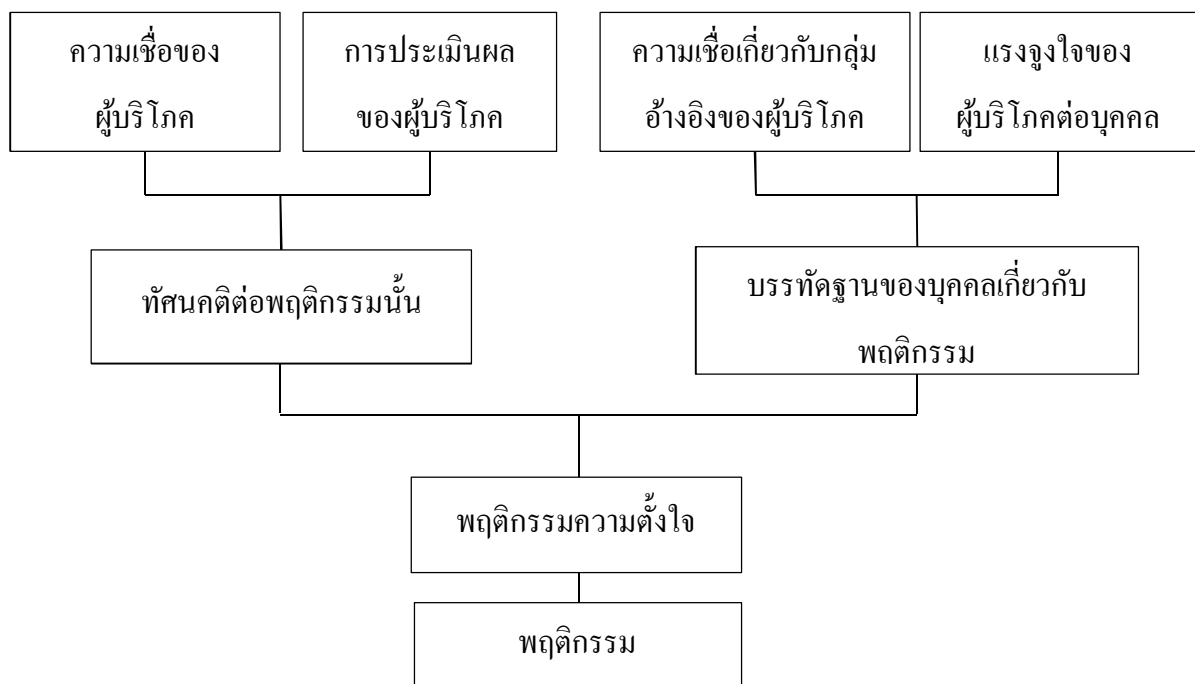 ความเชื่อของ
ผู้บริโภค
การประเมินผล
ของผู้บริโภค
ความเชื่อเกี่ยวกับกลุ่ม
อ้างอิงของผู้บริโภค
แรงจูงใจของ
ผู้บริโภคต่อบุคคล
ทัศนคติต่อพฤติกรรมนั้น
บรรทัดฐานของบุคคลเกี่ยวกับ
พฤติกรรม
พฤติกรรมความตั้งใจ
พฤติกรรม